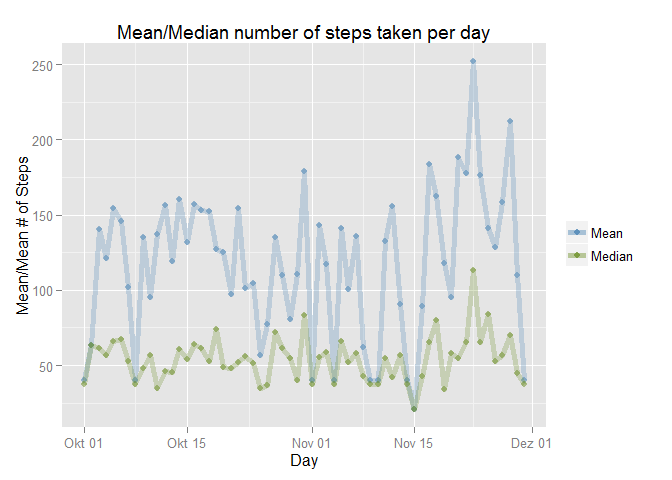 Mean/Median number of steps taken per day
Mean/Mean # of Steps
250
200
150
100
50
Okt 01
Okt 15
Nov 01
Nov 15
Dez 01
Day
Mean
Median